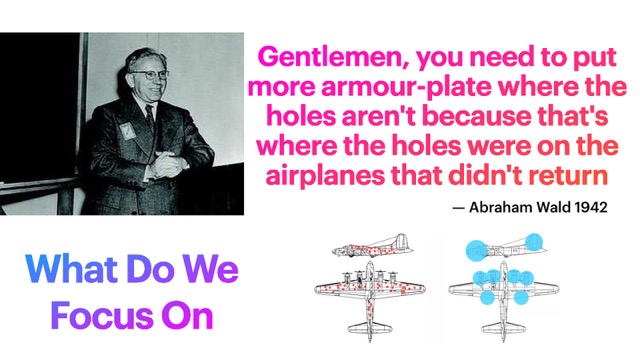 Gentlemen, you need to put
more armour-plate where the
holes aren't because that's
where the holes were on the
airplanes that didn't return
— Abraham Wald 1942
What Do We
Focus On